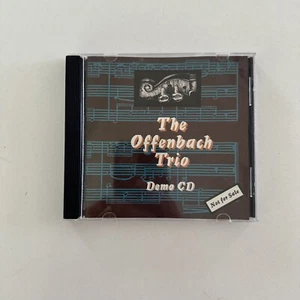 The
Offenbach
Trio
Demo CD
Not for Sale